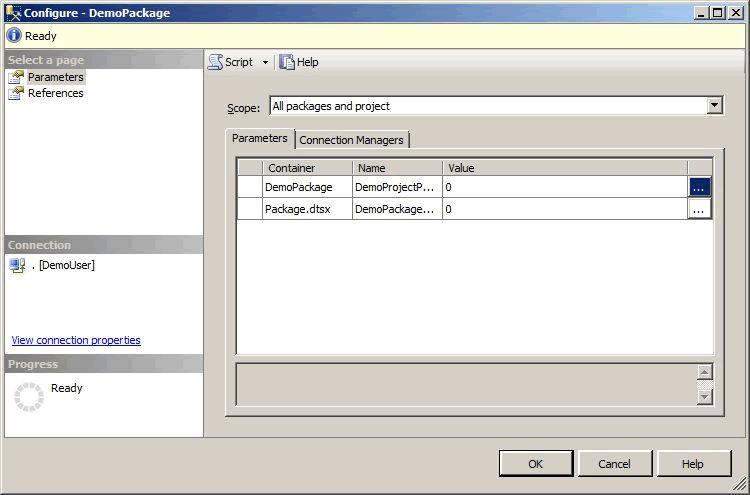 Configure - DemoPackage
Ready
Select a page
Parameters
References
Script
Help
Scope:
All packages and project
Parameters
Connection Managers
Container Name Value
DemoPackage DemoProjectP... 0 ...
Package.dtsx DemoPackage... 0 ...
Connection
. [DemoUser]
View connection properties
Progress
Ready
OK
Cancel
Help